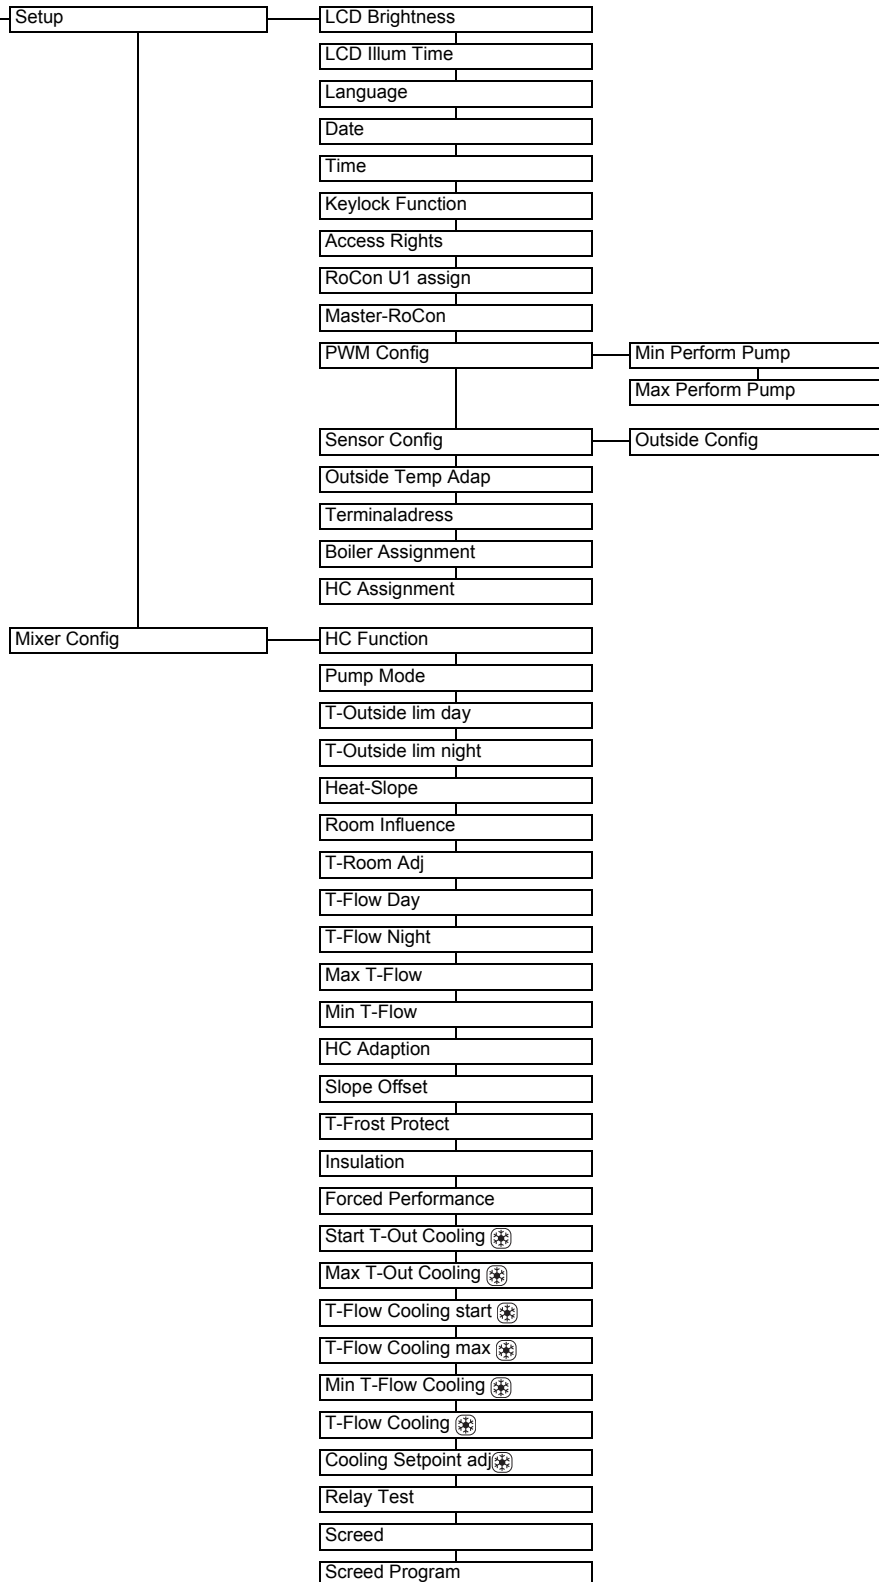 Setup
LCD Brightness
LCD Illum Time
Language
Date
Time
Keylock Function
Access Rights
RoCon U1 assign
Master-RoCon
PWM Config
Min Perform Pump
Max Perform Pump
Sensor Config
Outside Config
Outside Temp Adap
Terminaladress
Boiler Assignment
HC Assignment
Mixer Config
HC Function
Pump Mode
T-Outside lim day
T-Outside lim night
Heat-Slope
Room Influence
T-Room Adj
T-Flow Day
T-Flow Night
Max T-Flow
Min T-Flow
HC Adaption
Slope Offset
T-Frost Protect
Insulation
Forced Performance
Start T-Out Cooling
Max T-Out Cooling
T-Flow Cooling start
T-Flow Cooling max
Min T-Flow Cooling
T-Flow Cooling
Cooling Setpoint adj
Relay Test
Screed
Screed Program